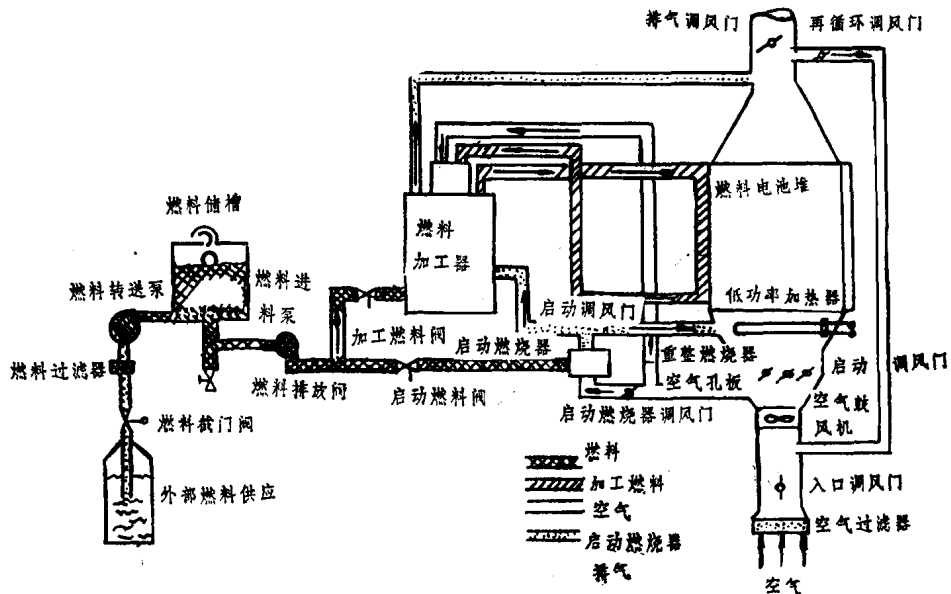 排气调风门
再循环调风门
燃料储槽
燃料电池堆
燃料
加工器
燃料进
料泵
燃料转送泵
低功率加热器
启动调风门
加工燃料阀
启动燃烧器
重整燃烧器
燃料过滤器
启动
调风门
燃料排放阀
启动燃料阀
空气孔板
空气鼓
风机
启动燃烧器调风门
燃料截门阀
燃料
外部燃料供应
加工燃料
入口调风门
空气
启动燃烧器
排气
空气过滤器
空气